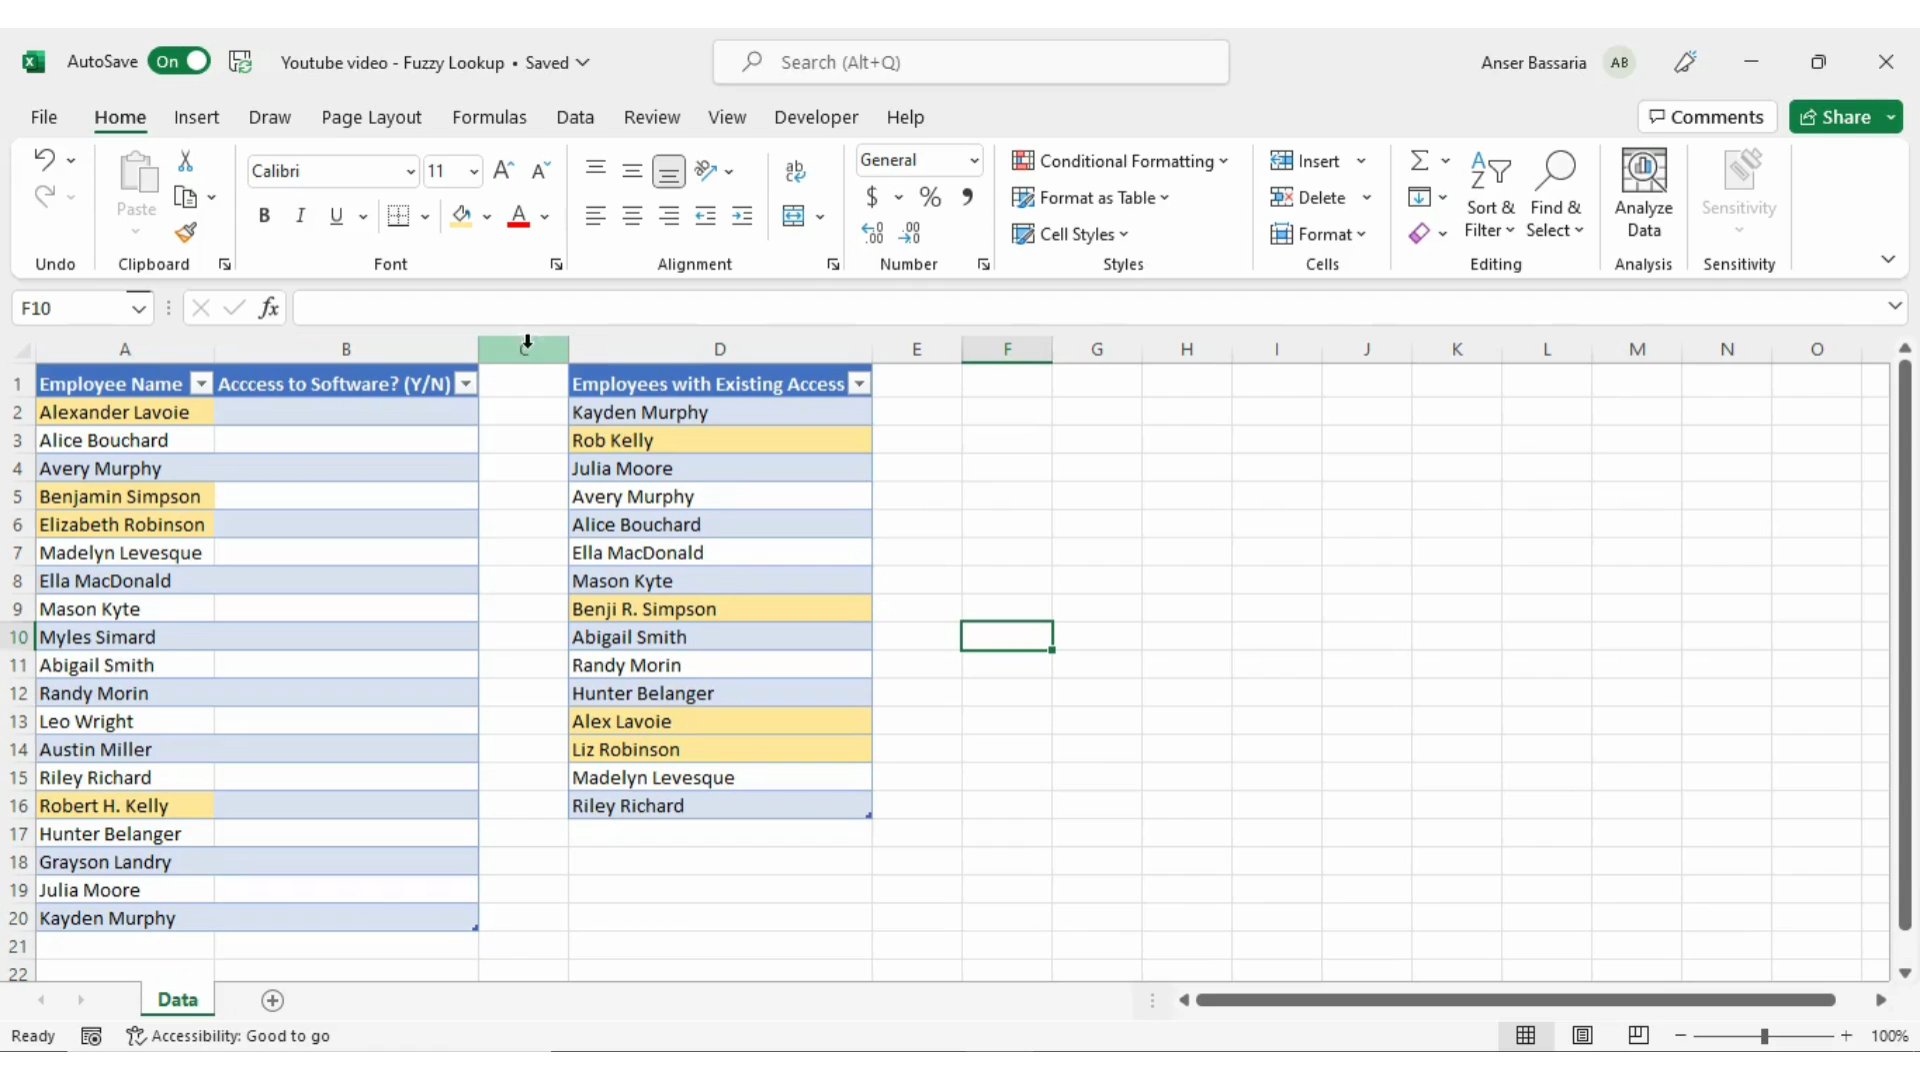 AutoSave On Youtube video - Fuzzy Lookup • Saved Search (Alt+Q) Anser Bassaria AB
File Home Insert Draw Page Layout Formulas Data Review View Developer Help Comments Share
Calibri 11 General Conditional Formatting Insert
Paste B I U A $ % Format as Table Delete Sort & Filter Find & Select Analyze Data Sensitivity
Cell Styles Format
Undo Clipboard Font Alignment Number Styles Cells Editing Analysis Sensitivity
F10 fx
A B C D E F G H I J K L M N O
1 Employee Name Acccess to Software? (Y/N) Employees with Existing Access
2 Alexander Lavoie Kayden Murphy
3 Alice Bouchard Rob Kelly
4 Avery Murphy Julia Moore
5 Benjamin Simpson Avery Murphy
6 Elizabeth Robinson Alice Bouchard
7 Madelyn Levesque Ella MacDonald
8 Ella MacDonald Mason Kyte
9 Mason Kyte Benji R. Simpson
10 Myles Simard Abigail Smith
11 Abigail Smith Randy Morin
12 Randy Morin Hunter Belanger
13 Leo Wright Alex Lavoie
14 Austin Miller Liz Robinson
15 Riley Richard Madelyn Levesque
16 Robert H. Kelly Riley Richard
17 Hunter Belanger
18 Grayson Landry
19 Julia Moore
20 Kayden Murphy
21
22
Data
Ready Accessibility: Good to go 100%